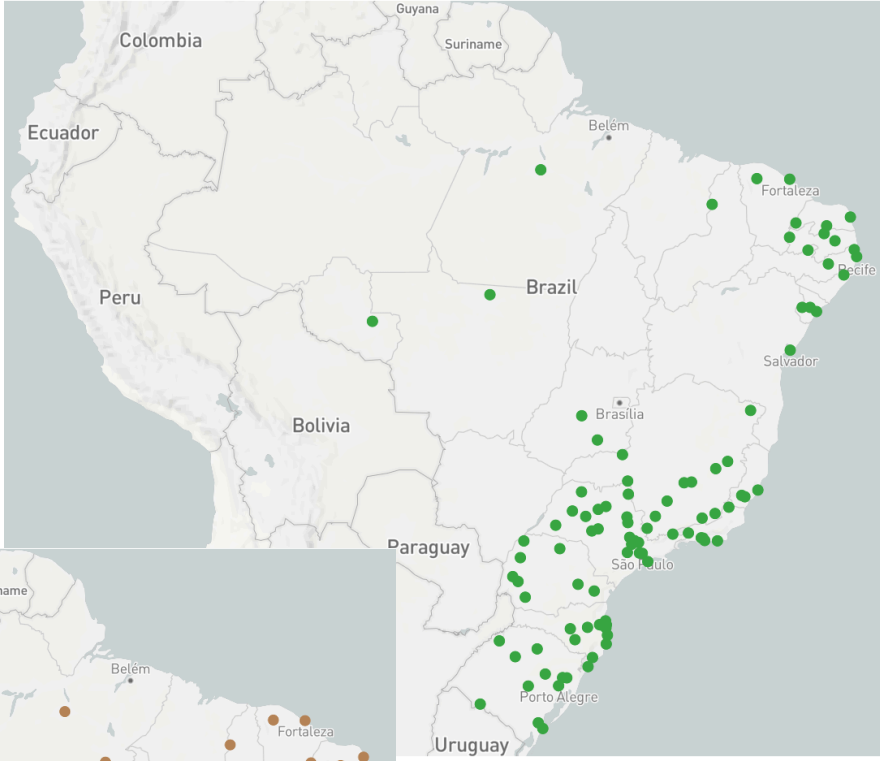 Guyana
Colombia
Suriname
Belém
Ecuador
Fortaleza
Recife
Brazil
Peru
Salvador
Brasília
Bolivia
Paraguay
São Paulo
name
Belém
Porto Alegre
Fortaleza
Uruguay